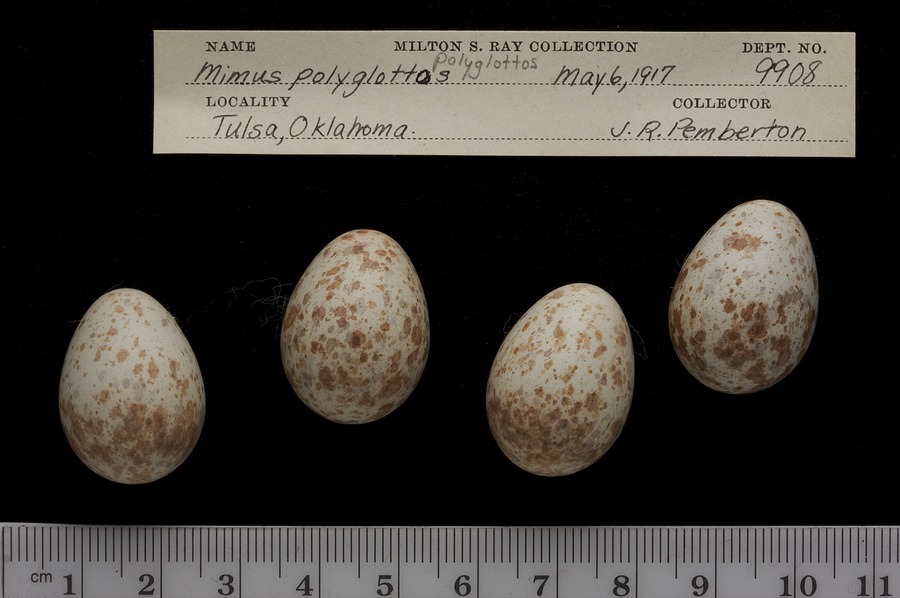 NAME MILTON S. RAY COLLECTION DEPT. NO.
polyglottos
Mimus polyglottos May 6, 1917 9908
LOCALITY COLLECTOR
Tulsa, Oklahoma. J. R. Pemberton
cm 1 2 3 4 5 6 7 8 9 10 11